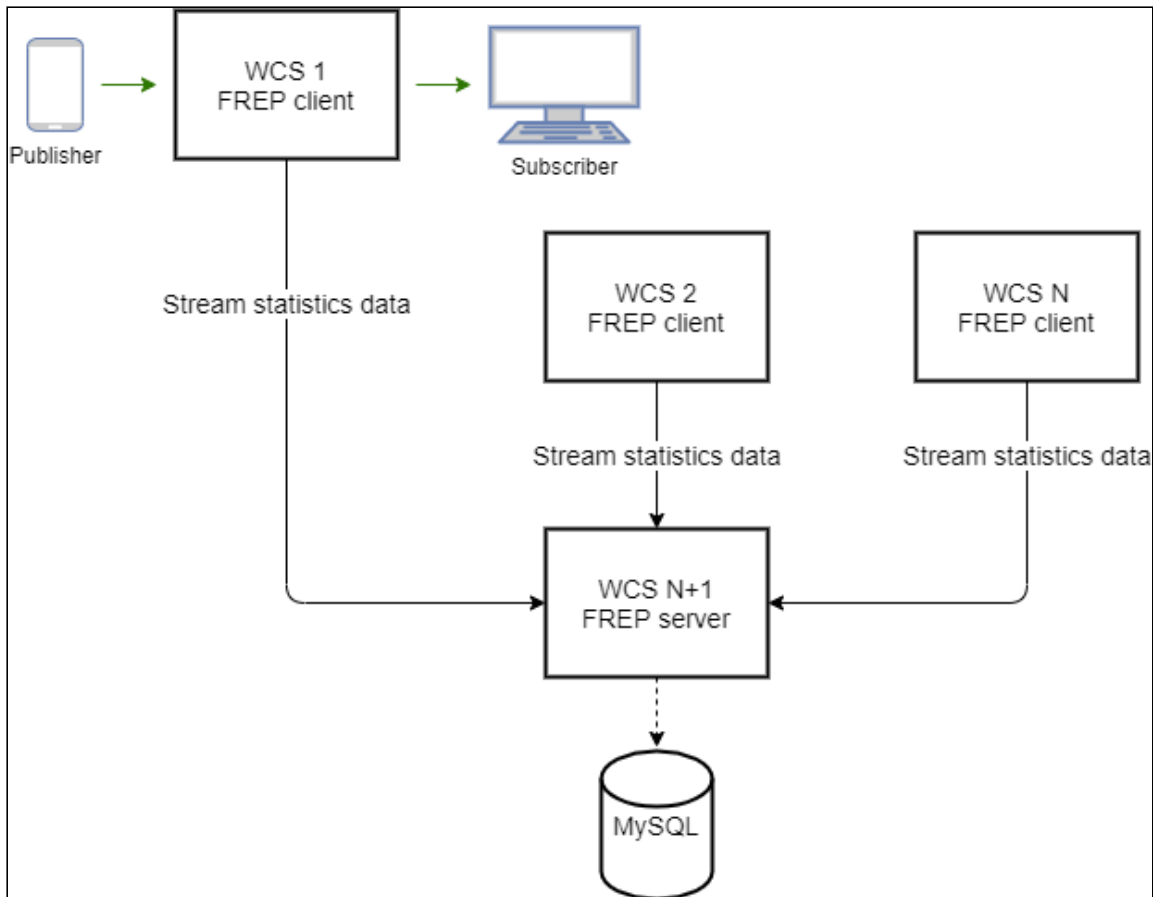 WCS 1
FREP client
Publisher
Subscriber
Stream statistics data
WCS 2
FREP client
WCS N
FREP client
Stream statistics data
Stream statistics data
WCS N+1
FREP server
MySQL